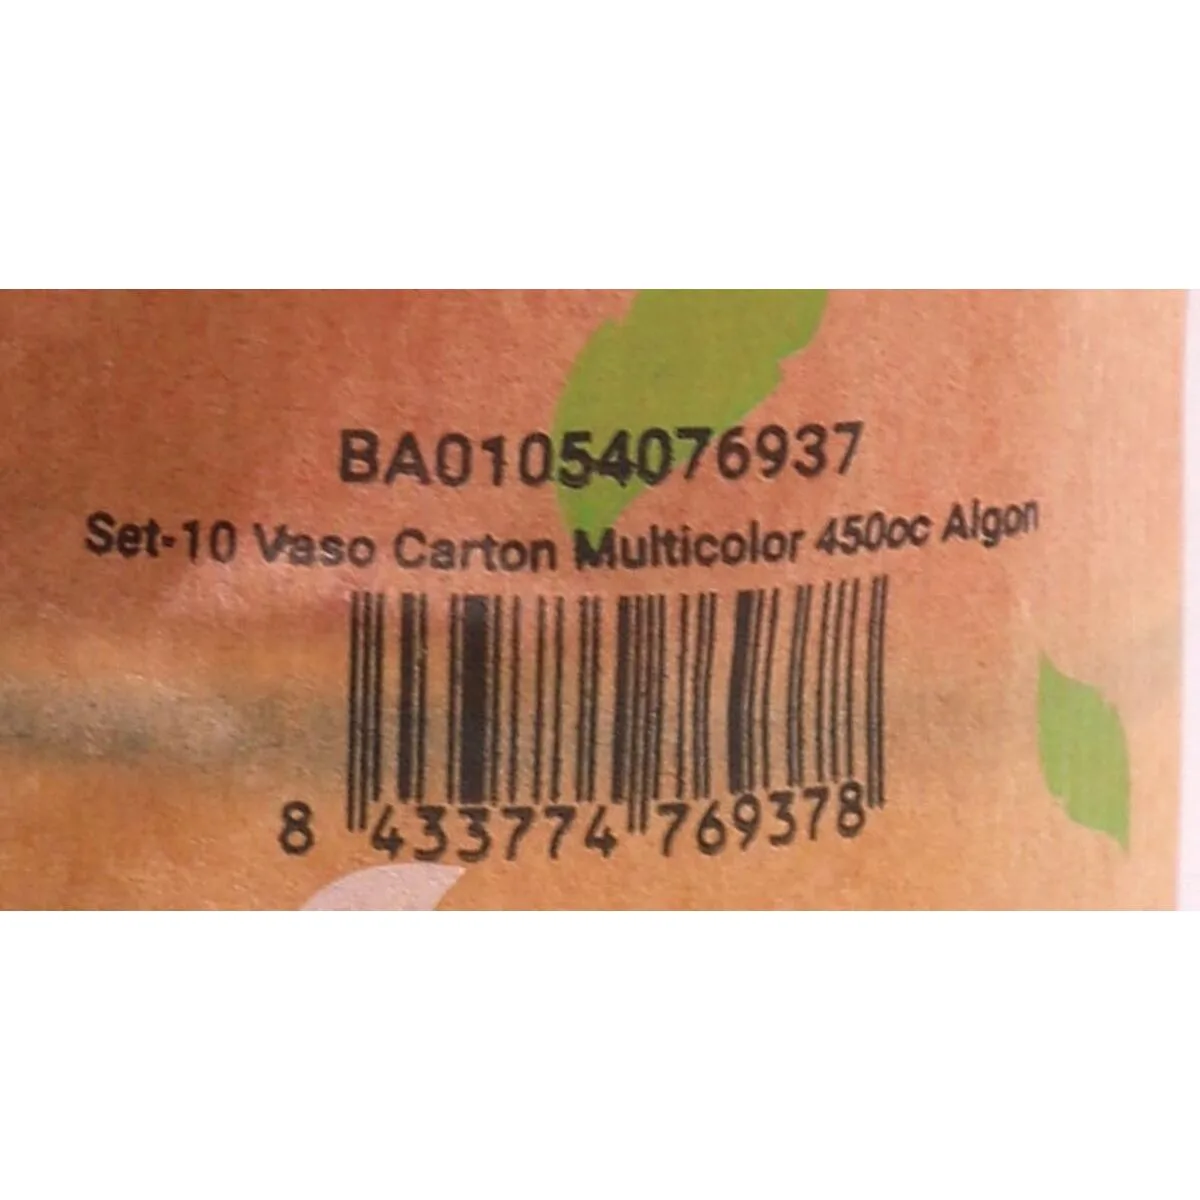 BA01054076937
Set-10 Vaso Carton Multicolor 450cc Algon
8 433774 769378